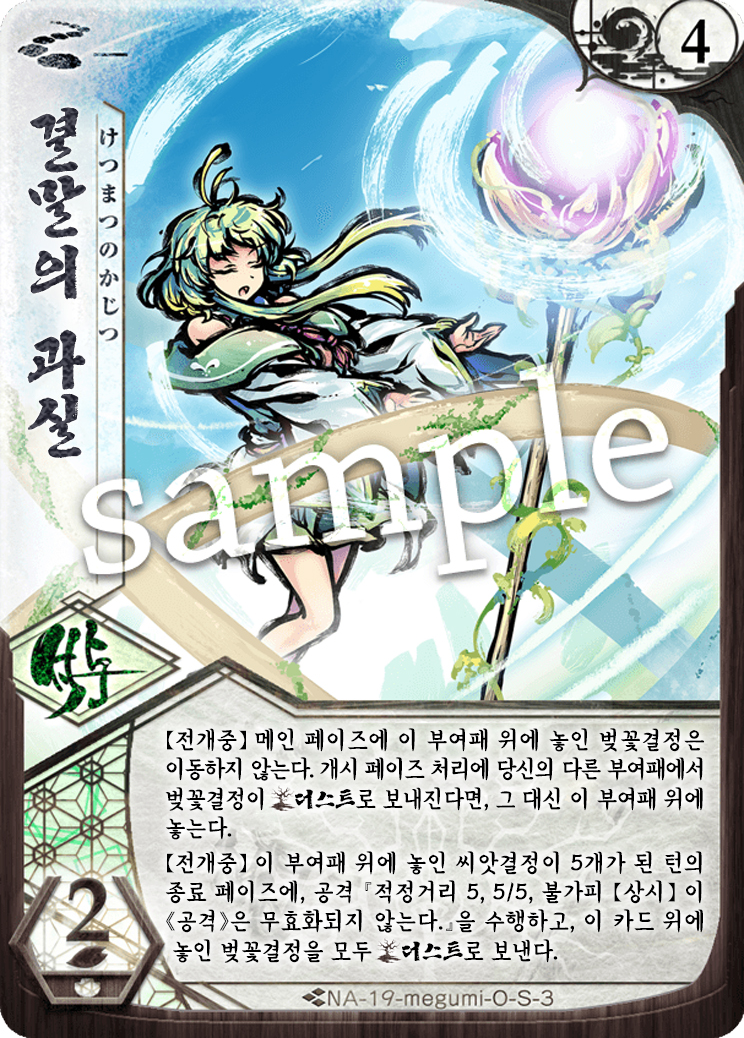 4
결말의 과실
けつまつのかじつ
sample
【전개중】메인 페이즈에 이 부여패 위에 놓인 벚꽃결정은
이동하지 않는다. 개시 페이즈 처리에 당신의 다른 부여패에서
벚꽃결정이 더스트로 보내진다면, 그 대신 이 부여패 위에
놓는다.
【전개중】이 부여패 위에 놓인 씨앗결정이 5개가 된 턴의
종료 페이즈에, 공격 『적정거리 5, 5/5, 불가피 【상시】이
《공격》은 무효화되지 않는다.』을 수행하고, 이 카드 위에
놓인 벚꽃결정을 모두 더스트로 보낸다.
2
NA-19-megumi-O-S-3